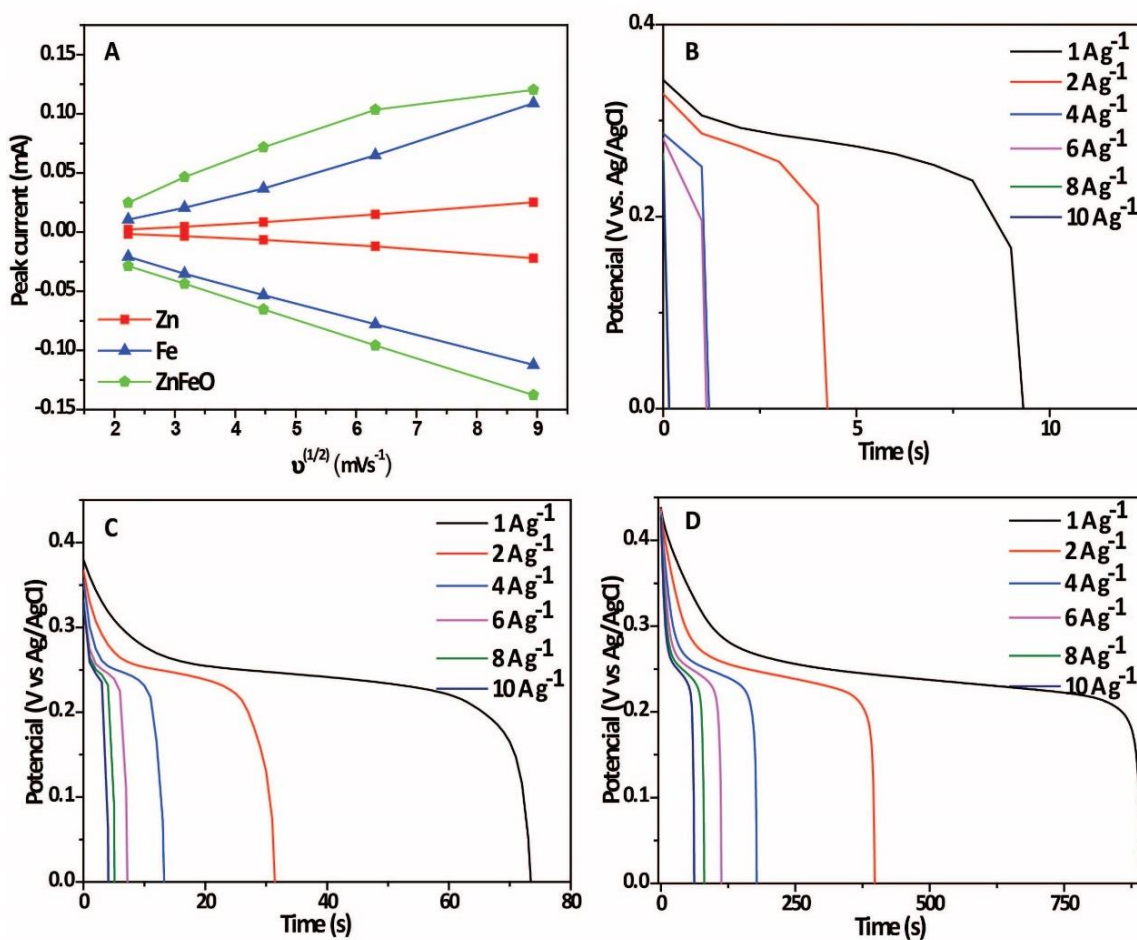 A
Peak current (mA)
0.15
0.10
0.05
0.00
-0.05
-0.10
-0.15
Zn
Fe
ZnFeO
2 3 4 5 6 7 8 9
υ^(1/2) (mVs⁻¹)
B
Potencial (V vs. Ag/AgCl)
0.4
0.2
0.0
1 Ag⁻¹
2 Ag⁻¹
4 Ag⁻¹
6 Ag⁻¹
8 Ag⁻¹
10 Ag⁻¹
0 5 10
Time (s)
C
Potencial (V vs Ag/AgCl)
0.4
0.3
0.2
0.1
0.0
1 Ag⁻¹
2 Ag⁻¹
4 Ag⁻¹
6 Ag⁻¹
8 Ag⁻¹
10 Ag⁻¹
0 20 40 60 80
Time (s)
D
Potencial (V vs Ag/AgCl)
0.4
0.3
0.2
0.1
0.0
1 Ag⁻¹
2 Ag⁻¹
4 Ag⁻¹
6 Ag⁻¹
8 Ag⁻¹
10 Ag⁻¹
0 250 500 750
Time (s)